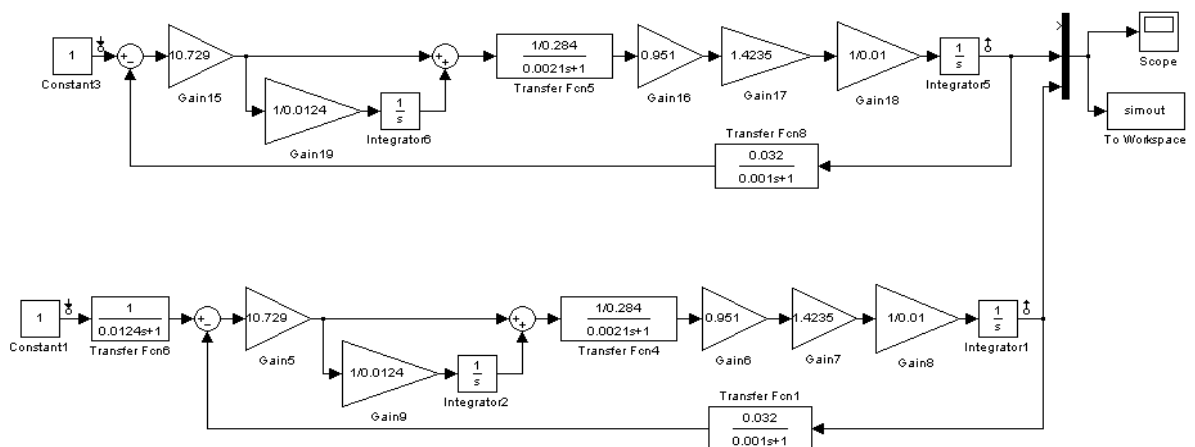 1
Constant3
10.729
Gain15
1/0.0124
Gain19
1
s
Integrator6
1/0.284
0.0021s+1
Transfer Fcn5
0.951
Gain16
1.4235
Gain17
1/0.01
Gain18
1
s
Integrator5
Scope
simout
To Workspace
Transfer Fcn8
0.032
0.001s+1
1
Constant1
1
0.0124s+1
Transfer Fcn6
10.729
Gain5
1/0.0124
Gain9
1
s
Integrator2
1/0.284
0.0021s+1
Transfer Fcn4
0.951
Gain6
1.4235
Gain7
1/0.01
Gain8
1
s
Integrator1
Transfer Fcn1
0.032
0.001s+1